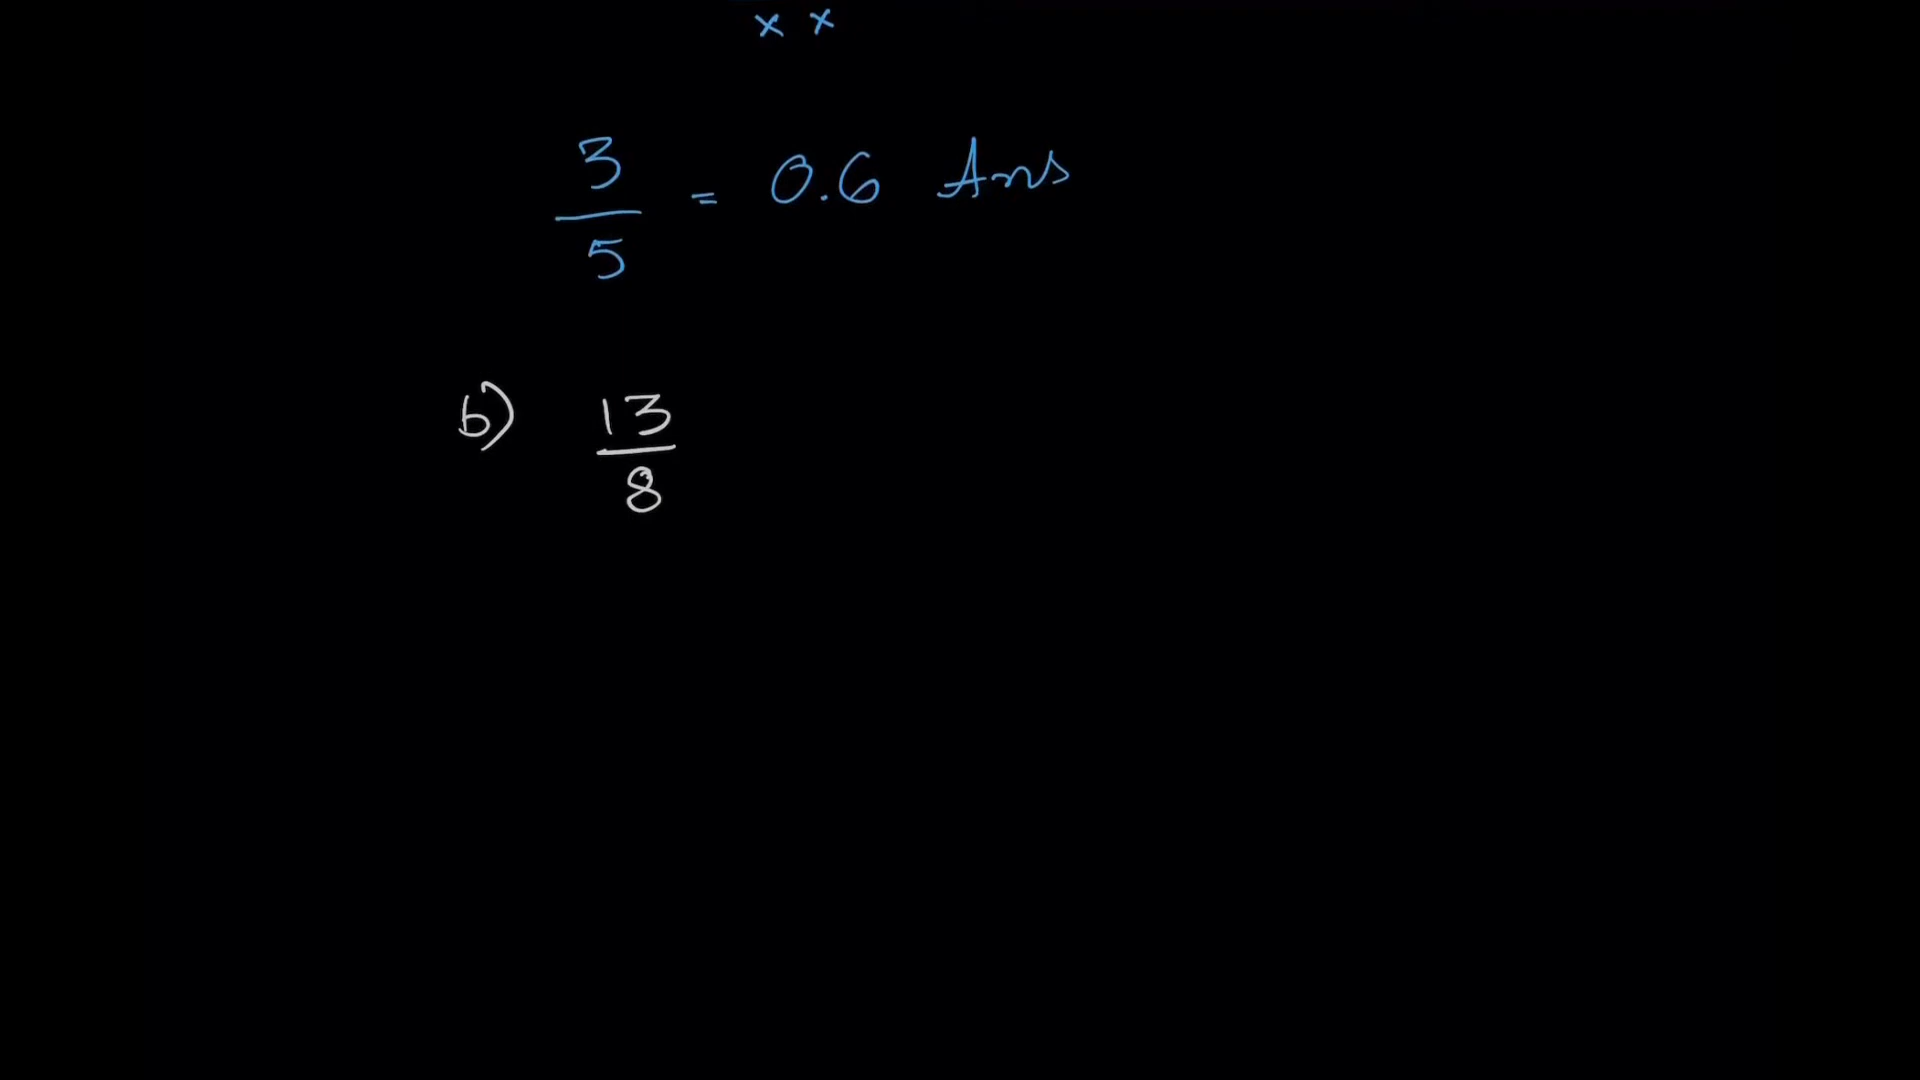 × ×
3/5 = 0.6 Ans
b) 13/8